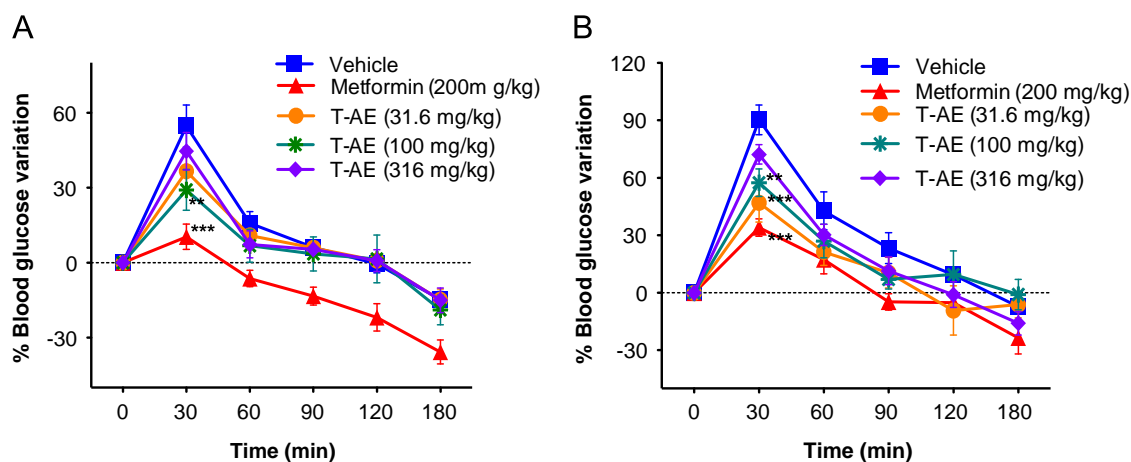 A
% Blood glucose variation
60
30
0
-30
Vehicle
Metformin (200m g/kg)
T-AE (31.6 mg/kg)
T-AE (100 mg/kg)
T-AE (316 mg/kg)
**
***
0 30 60 90 120 180
Time (min)
B
% Blood glucose variation
120
90
60
30
0
-30
Vehicle
Metformin (200 mg/kg)
T-AE (31.6 mg/kg)
T-AE (100 mg/kg)
T-AE (316 mg/kg)
**
***
***
0 30 60 90 120 180
Time (min)